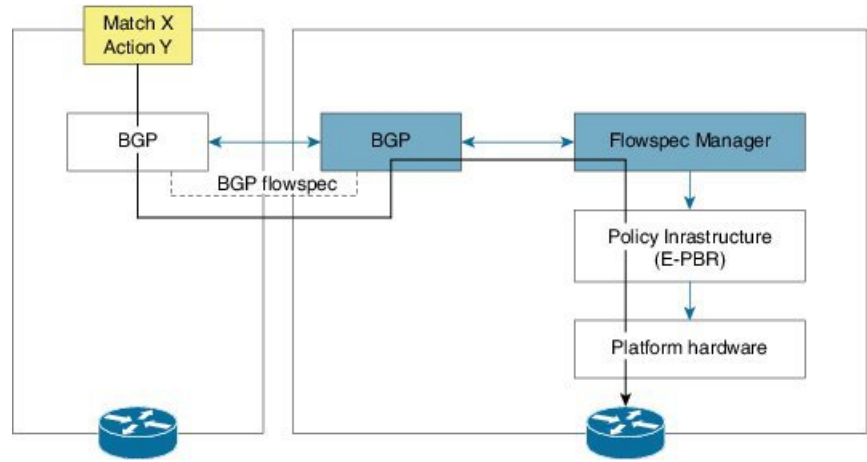 Match X
Action Y
BGP
BGP
Flowspec Manager
BGP flowspec
Policy Inrastructure
(E-PBR)
Platform hardware